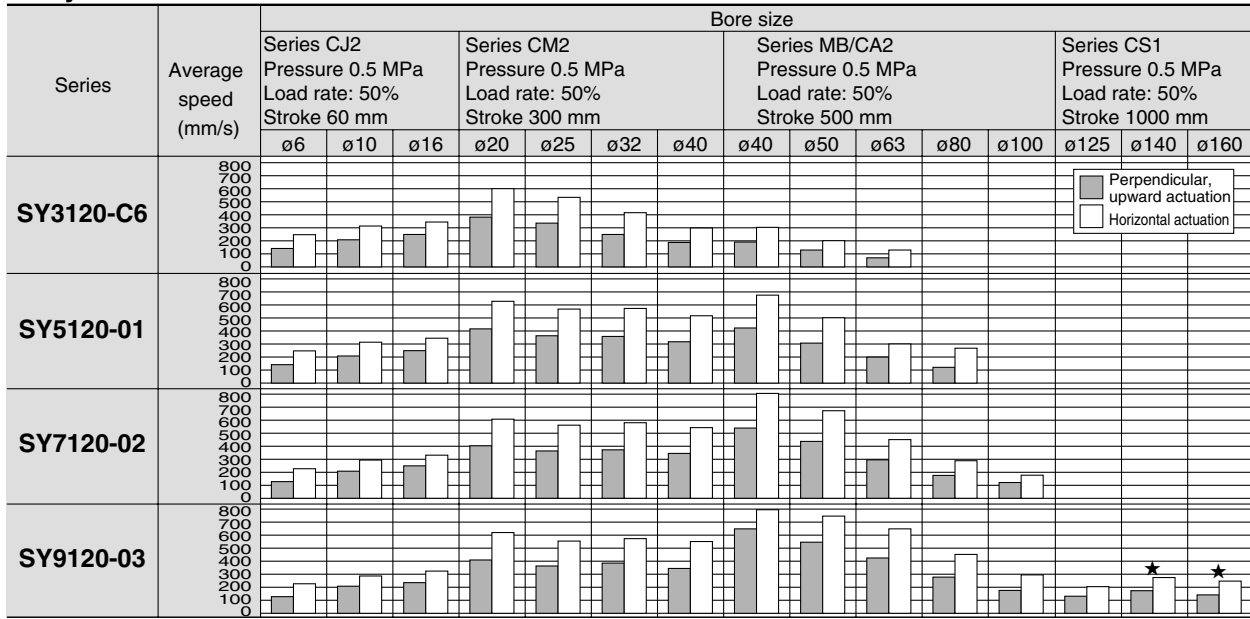 Bore size
Series
Average
speed
(mm/s)
Series CJ2
Pressure 0.5 MPa
Load rate: 50%
Stroke 60 mm
Series CM2
Pressure 0.5 MPa
Load rate: 50%
Stroke 300 mm
Series MB/CA2
Pressure 0.5 MPa
Load rate: 50%
Stroke 500 mm
Series CS1
Pressure 0.5 MPa
Load rate: 50%
Stroke 1000 mm
ø6 ø10 ø16 ø20 ø25 ø32 ø40 ø40 ø50 ø63 ø80 ø100 ø125 ø140 ø160
SY3120-C6
800
700
600
500
400
300
200
100
0
Perpendicular,
upward actuation
Horizontal actuation
SY5120-01
800
700
600
500
400
300
200
100
0
SY7120-02
800
700
600
500
400
300
200
100
0
SY9120-03
800
700
600
500
400
300
200
100
0
★ ★